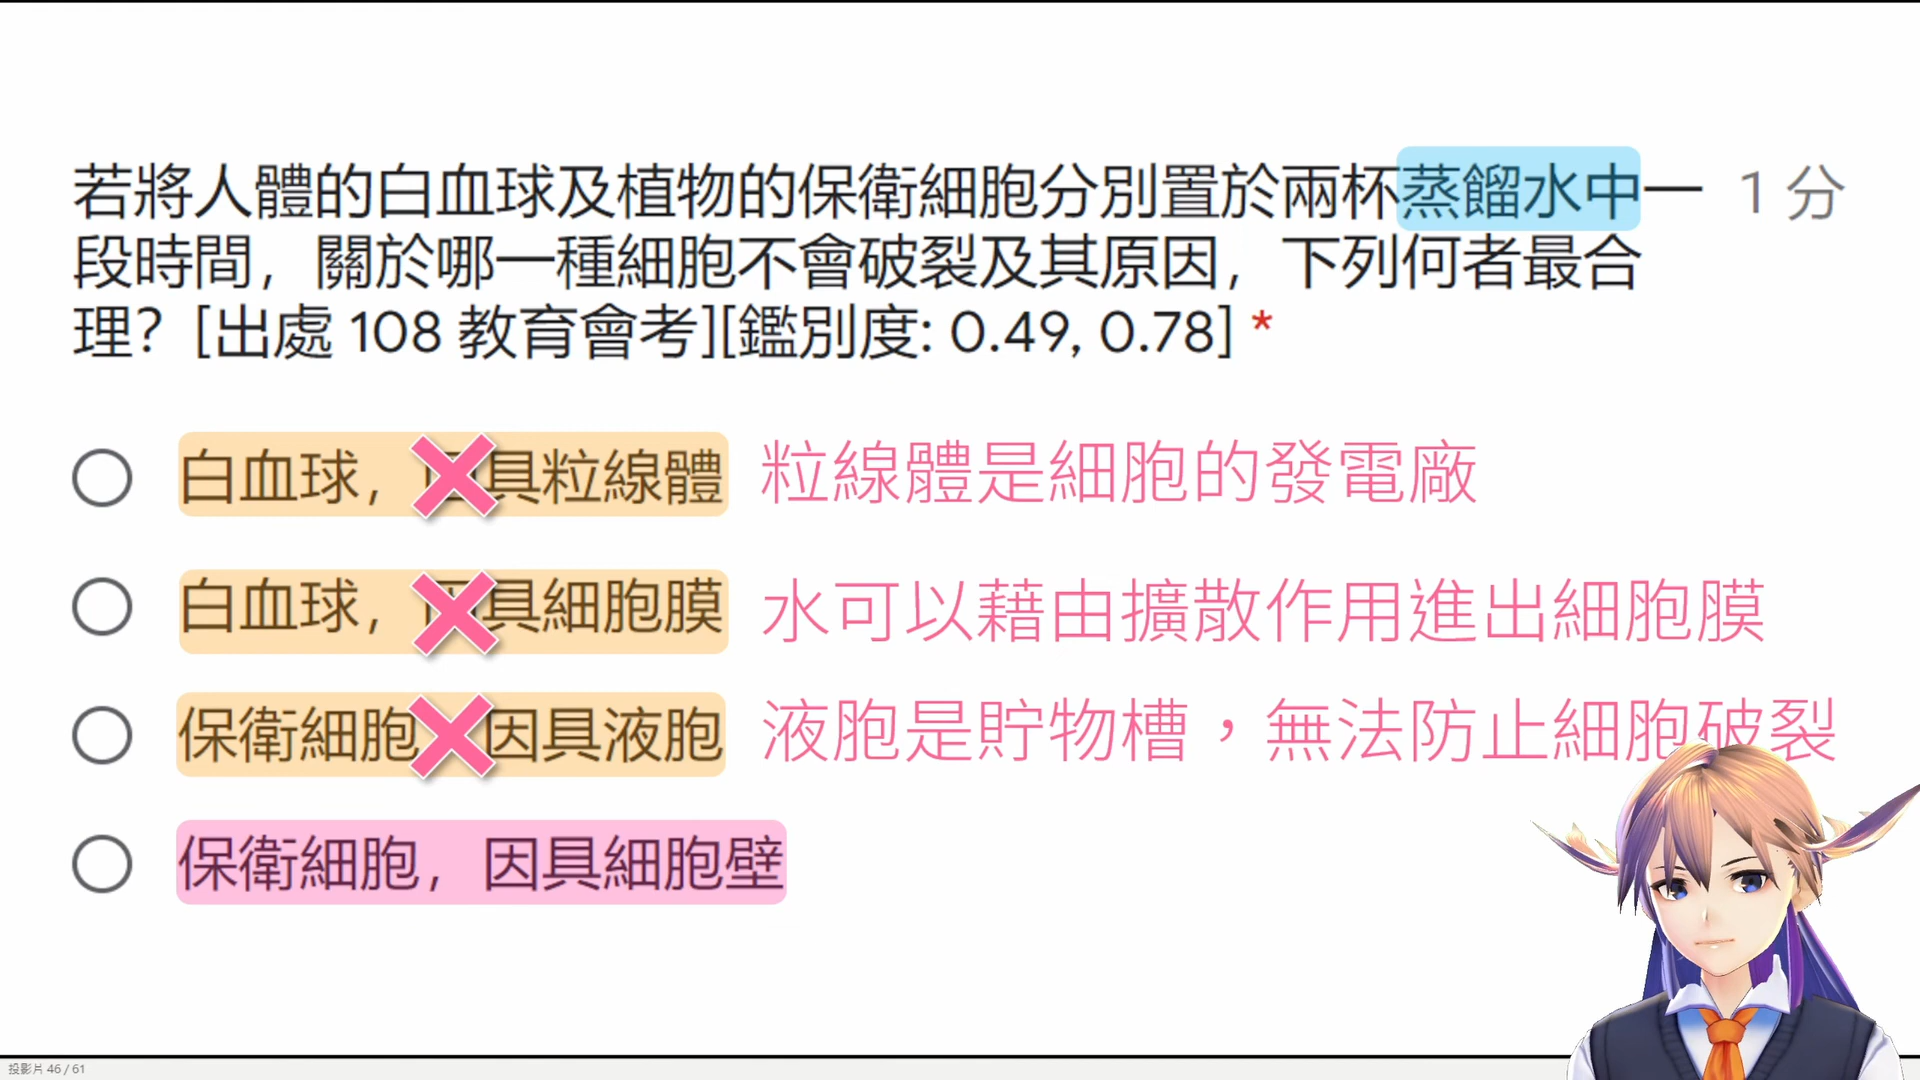 若將人體的白血球及植物的保衛細胞分別置於兩杯蒸餾水中一 1 分
段時間，關於哪一種細胞不會破裂及其原因，下列何者最合
理？[出處 108 教育會考][鑑別度: 0.49, 0.78] *
白血球，因具粒線體 粒線體是細胞的發電廠
白血球，因具細胞膜 水可以藉由擴散作用進出細胞膜
保衛細胞，因具液胞 液胞是貯物槽，無法防止細胞破裂
保衛細胞，因具細胞壁
投影片 46 / 61